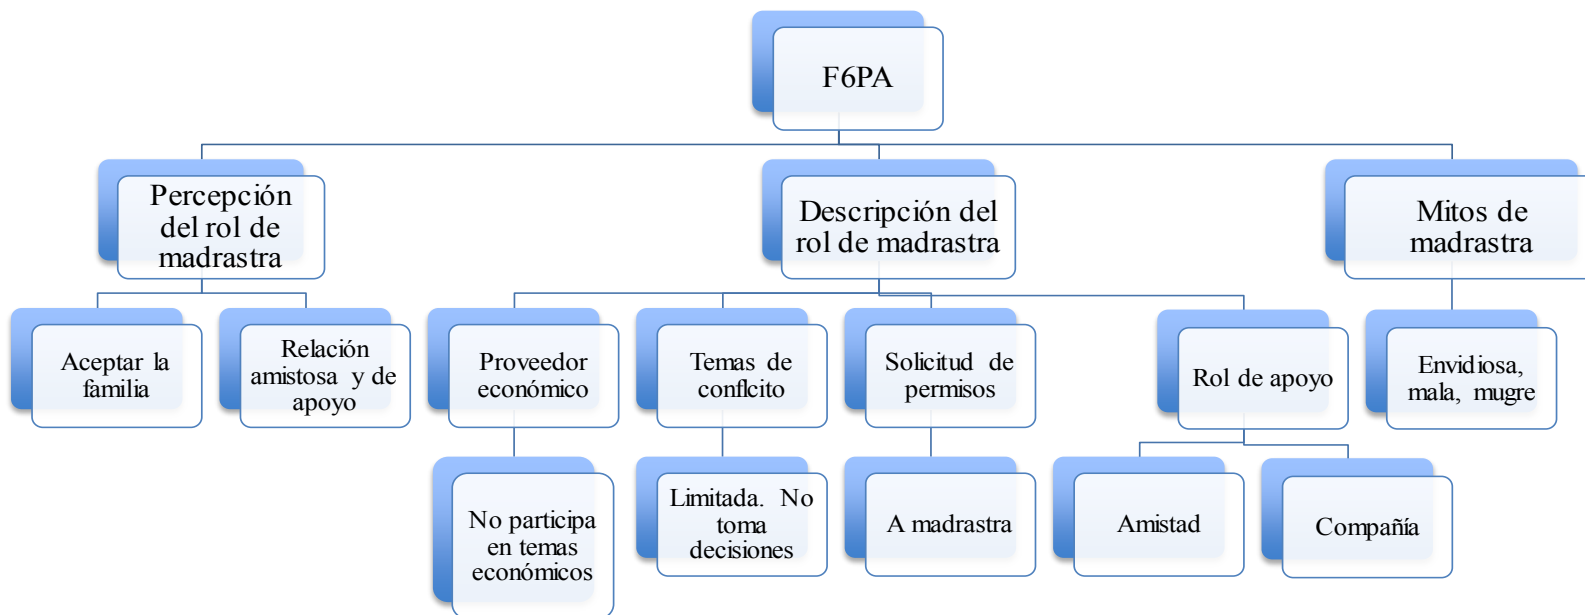 F6PA
Percepción
del rol de
madrastra
Descripción del
rol de madrastra
Mitos de
madrastra
Aceptar la
familia
Relación
amistosa y de
apoyo
Proveedor
económico
Temas de
conflcito
Solicitud de
permisos
Rol de apoyo
Envidiosa,
mala, mugre
No participa
en temas
económicos
Limitada. No
toma
decisiones
A madrastra
Amistad
Compañía